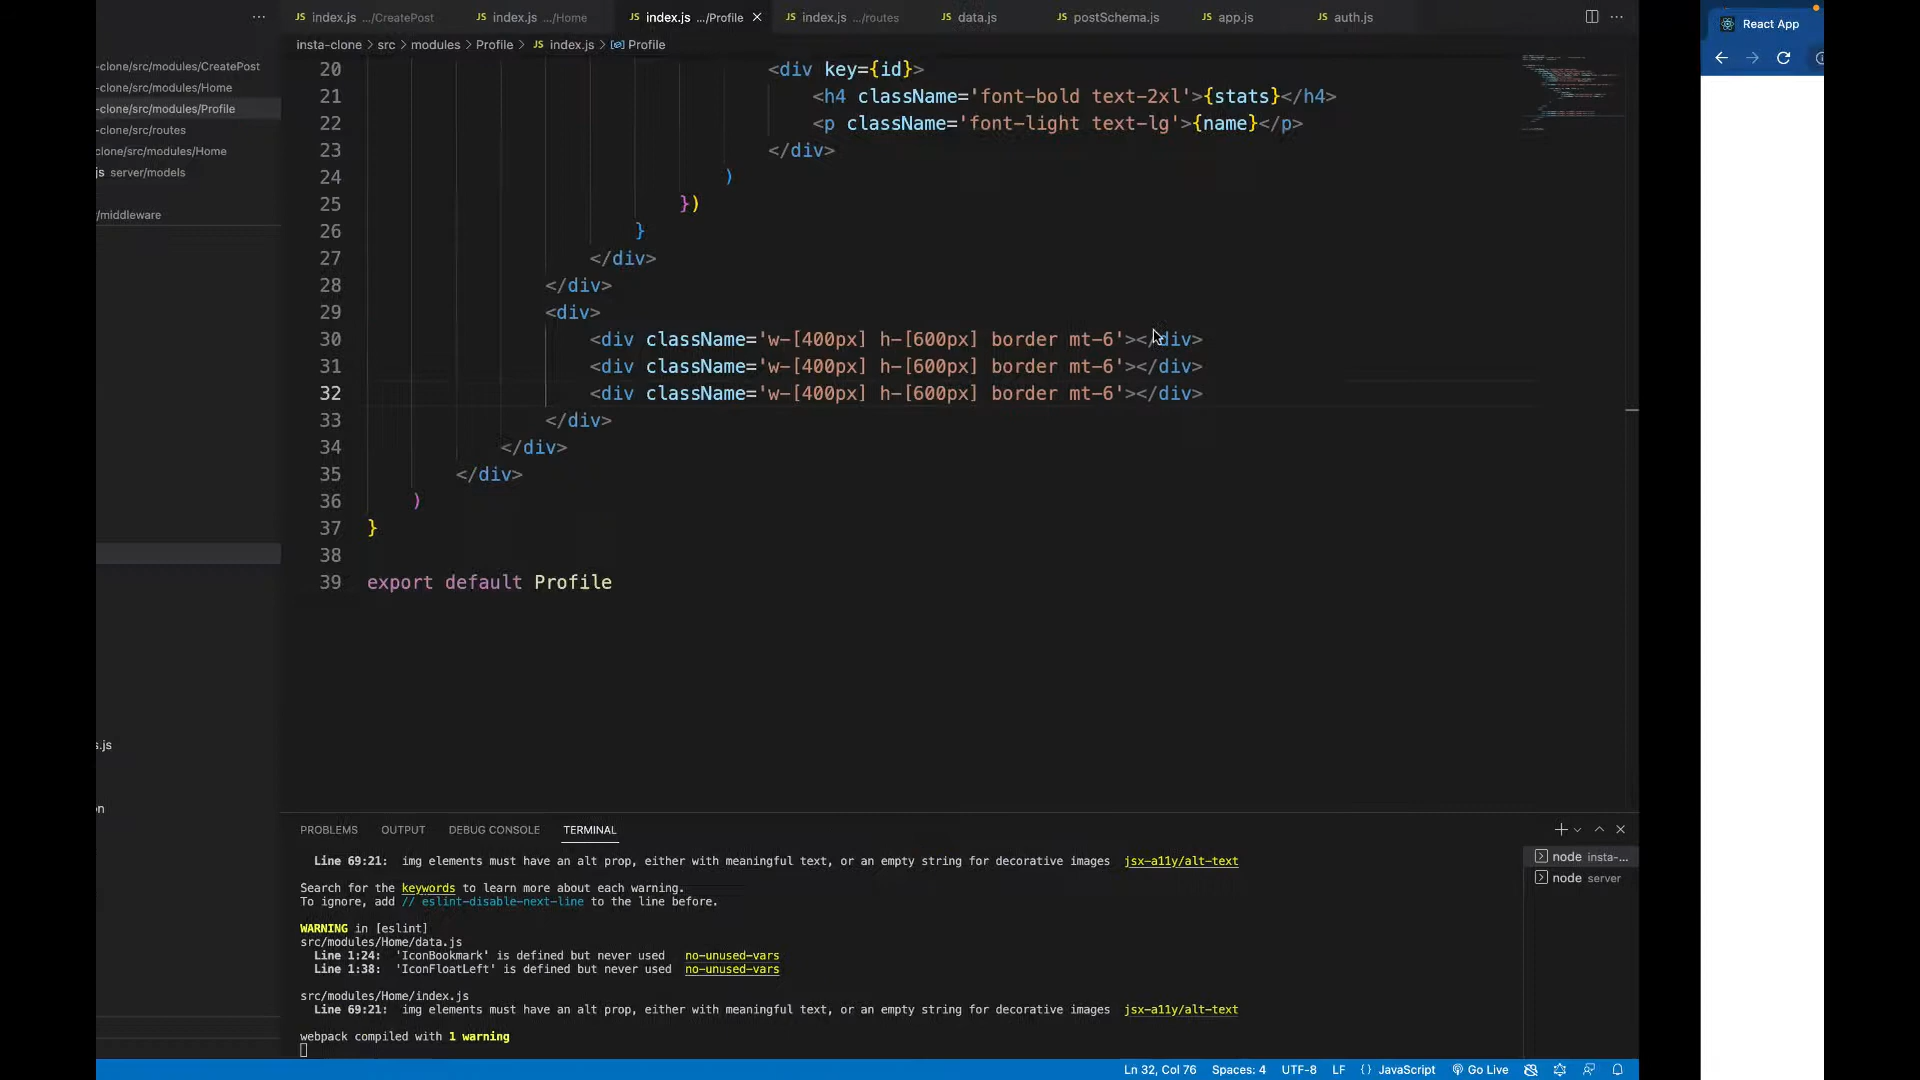 index.js .../CreatePost
index.js .../Home
index.js .../Profile
index.js .../routes
data.js
postSchema.js
app.js
auth.js
React App
insta-clone > src > modules > Profile > JS index.js > Profile
-clone/src/modules/CreatePost
-clone/src/modules/Home
-clone/src/modules/Profile
-clone/src/routes
clone/src/modules/Home
s server/models
/middleware
s.js
on
20 <div key={id}>
21 <h4 className='font-bold text-2xl'>{stats}</h4>
22 <p className='font-light text-lg'>{name}</p>
23 </div>
24 )
25 })
26 }
27 </div>
28 </div>
29 <div>
30 <div className='w-[400px] h-[600px] border mt-6'></div>
31 <div className='w-[400px] h-[600px] border mt-6'></div>
32 <div className='w-[400px] h-[600px] border mt-6'></div>
33 </div>
34 </div>
35 </div>
36 )
37 }
38
39 export default Profile
PROBLEMS OUTPUT DEBUG CONSOLE TERMINAL
Line 69:21: img elements must have an alt prop, either with meaningful text, or an empty string for decorative images jsx-a11y/alt-text
Search for the keywords to learn more about each warning.
To ignore, add // eslint-disable-next-line to the line before.
WARNING in [eslint]
src/modules/Home/data.js
Line 1:24: 'IconBookmark' is defined but never used no-unused-vars
Line 1:38: 'IconFloatLeft' is defined but never used no-unused-vars
src/modules/Home/index.js
Line 69:21: img elements must have an alt prop, either with meaningful text, or an empty string for decorative images jsx-a11y/alt-text
webpack compiled with 1 warning
node insta-...
node server
Ln 32, Col 76 Spaces: 4 UTF-8 LF {} JavaScript Go Live